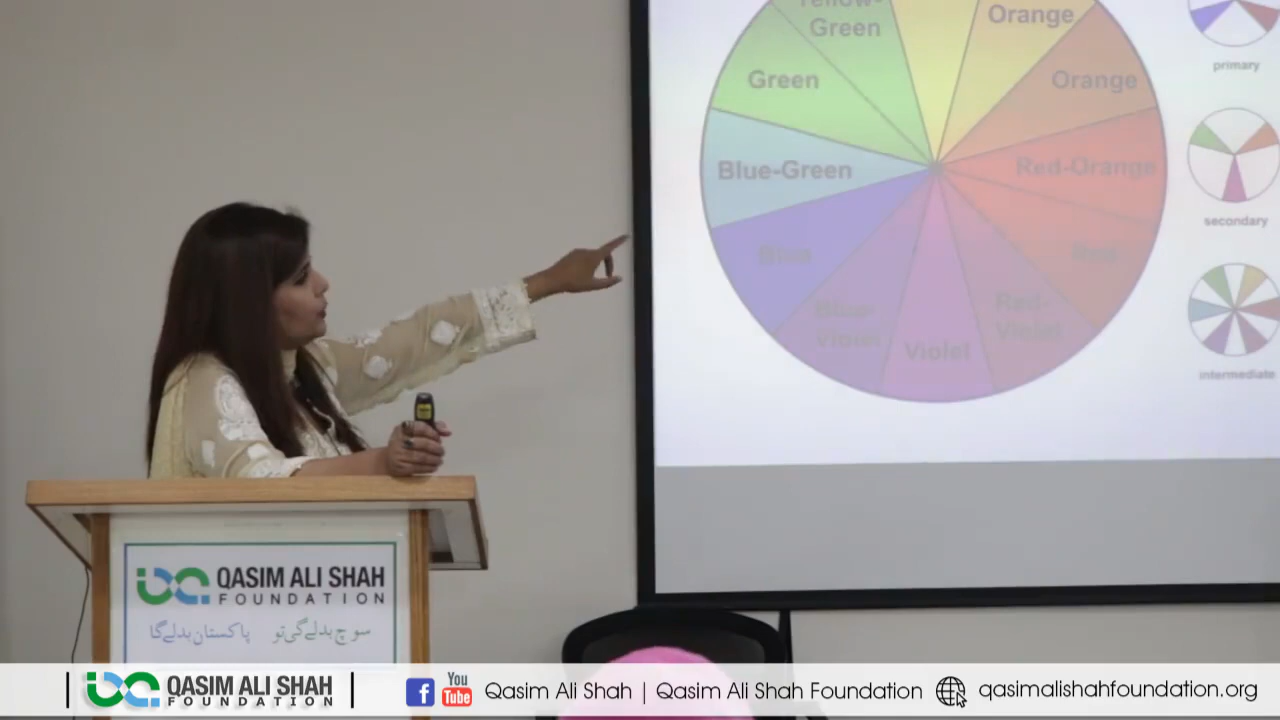 Yellow-
Green
Orange
Green
Orange
Blue-Green
Red-Orange
Blue
Red
Blue-
Violet
Red-
Violet
Violet
primary
secondary
intermediate
QASIM ALI SHAH
FOUNDATION
سوچ بدلے گی تو پاکستان بدلے گا
QASIM ALI SHAH
FOUNDATION
You
Tube
Qasim Ali Shah | Qasim Ali Shah Foundation
qasimalishahfoundation.org